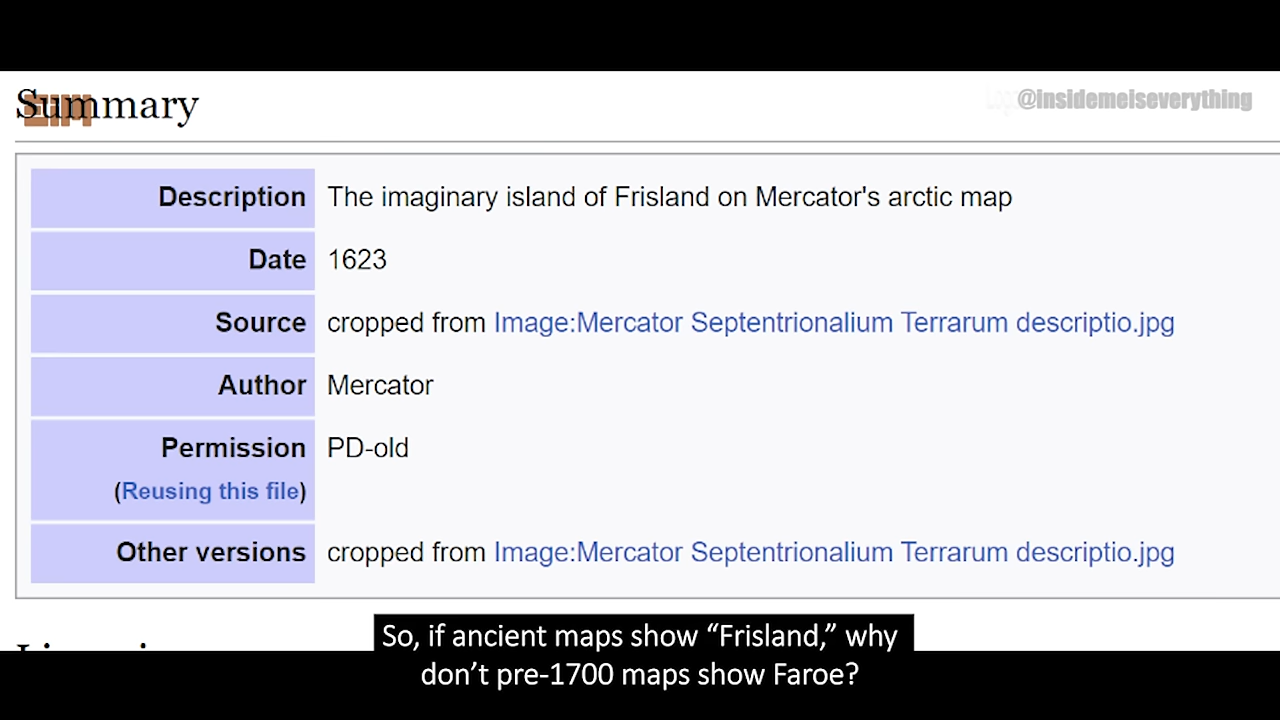 Summary
@insidemeiseverything
Description The imaginary island of Frisland on Mercator's arctic map
Date 1623
Source cropped from Image:Mercator Septentrionalium Terrarum descriptio.jpg
Author Mercator
Permission PD-old
(Reusing this file)
Other versions cropped from Image:Mercator Septentrionalium Terrarum descriptio.jpg
So, if ancient maps show “Frisland,” why
don’t pre-1700 maps show Faroe?